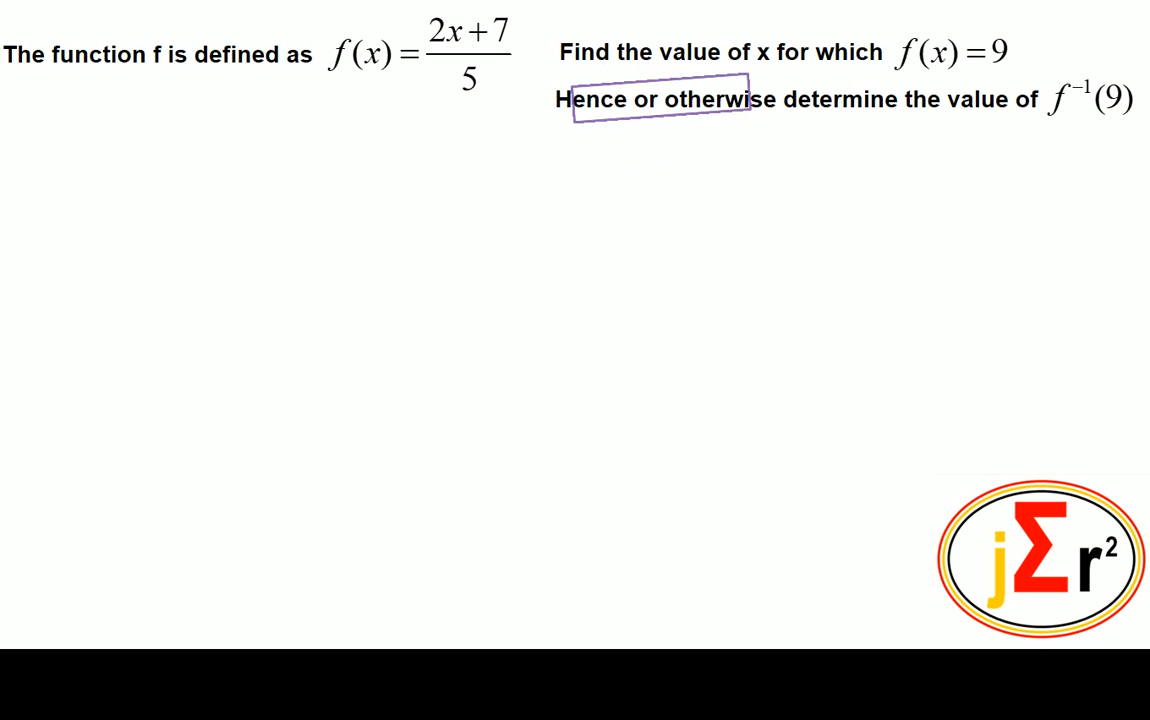 The function f is defined as f(x) = (2x+7)/5
Find the value of x for which f(x) = 9
Hence or otherwise determine the value of f⁻¹(9)
jΣr²